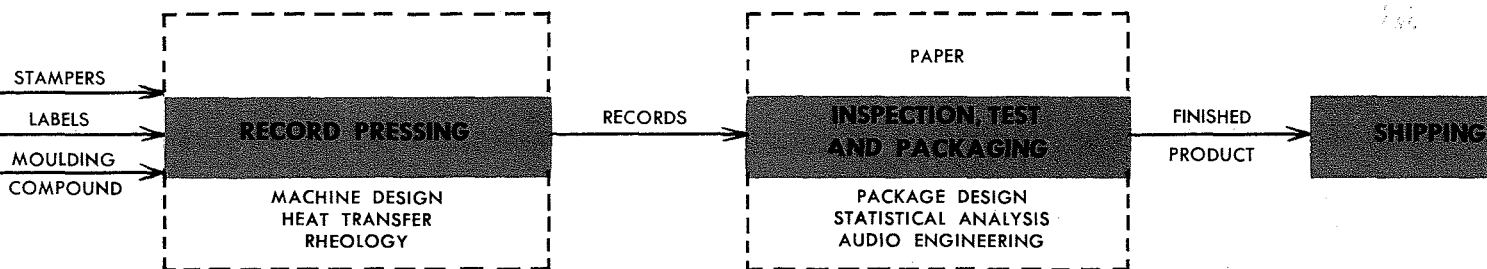 STAMPERS
LABELS
MOULDING
COMPOUND
RECORD PRESSING
MACHINE DESIGN
HEAT TRANSFER
RHEOLOGY
RECORDS
PAPER
INSPECTION, TEST
AND PACKAGING
PACKAGE DESIGN
STATISTICAL ANALYSIS
AUDIO ENGINEERING
FINISHED
PRODUCT
SHIPPING